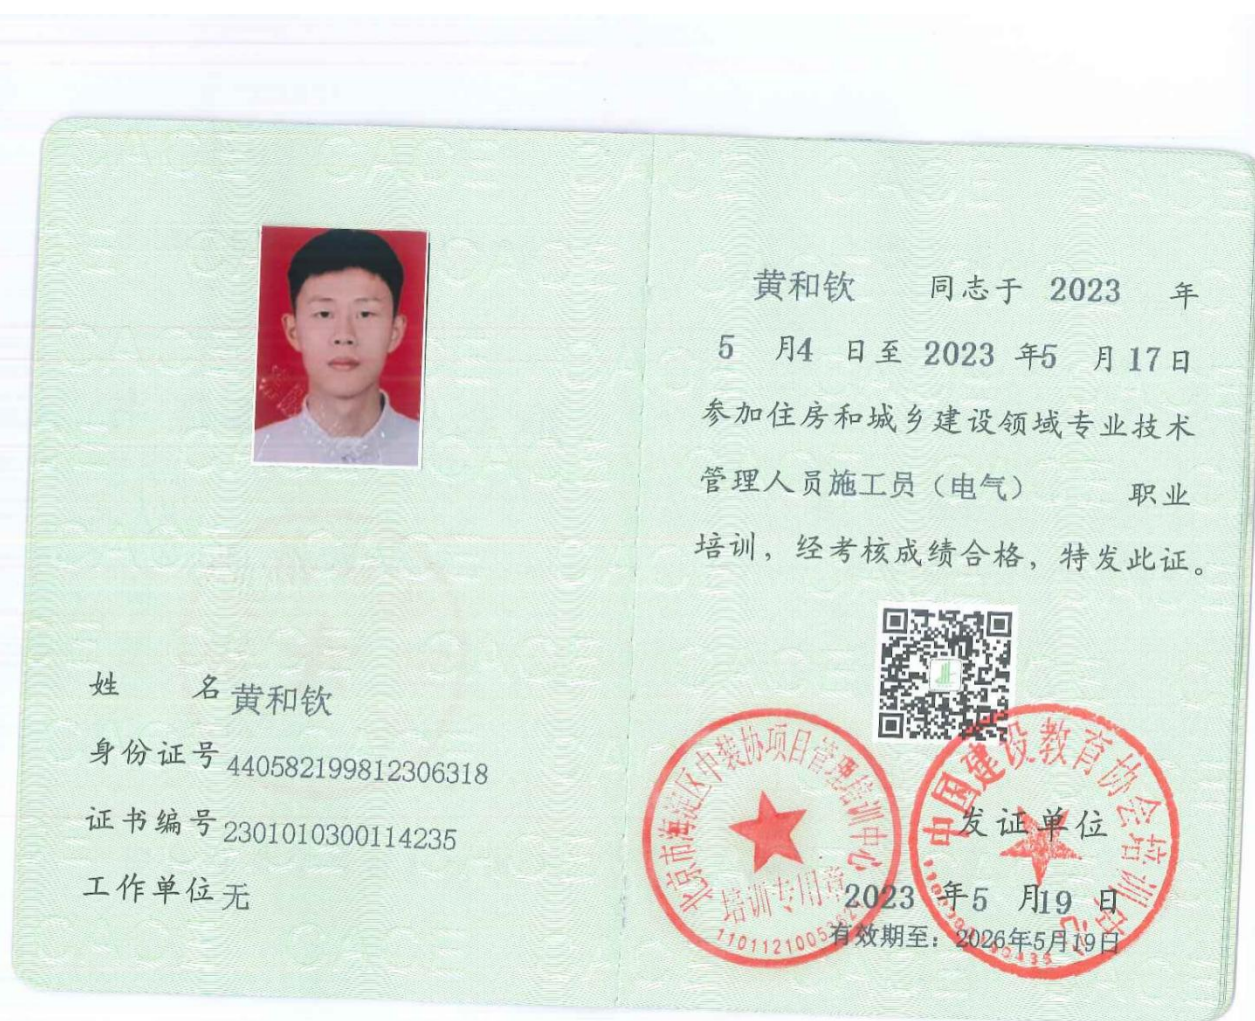 姓 名 黄和钦
身份证号 440582199812306318
证书编号 2301010300114235
工作单位 无
黄和钦 同志于 2023 年
5 月4 日至 2023 年5 月17日
参加住房和城乡建设领域专业技术
管理人员施工员（电气） 职业
培训，经考核成绩合格，特发此证。
北京市海淀区中装协项目管理培训中心
培训专用章
中国建设教育协会培训中心
发证单位
2023 年5 月19 日
有效期至：2026年5月19日
CACE